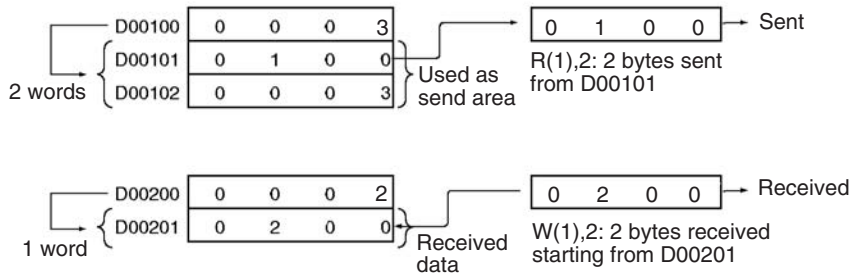 D00100 0 0 0 3
D00101 0 1 0 0
D00102 0 0 0 3
2 words
Used as
send area
0 1 0 0 Sent
R(1),2: 2 bytes sent
from D00101
D00200 0 0 0 2
D00201 0 2 0 0
1 word
Received
data
0 2 0 0 Received
W(1),2: 2 bytes received
starting from D00201